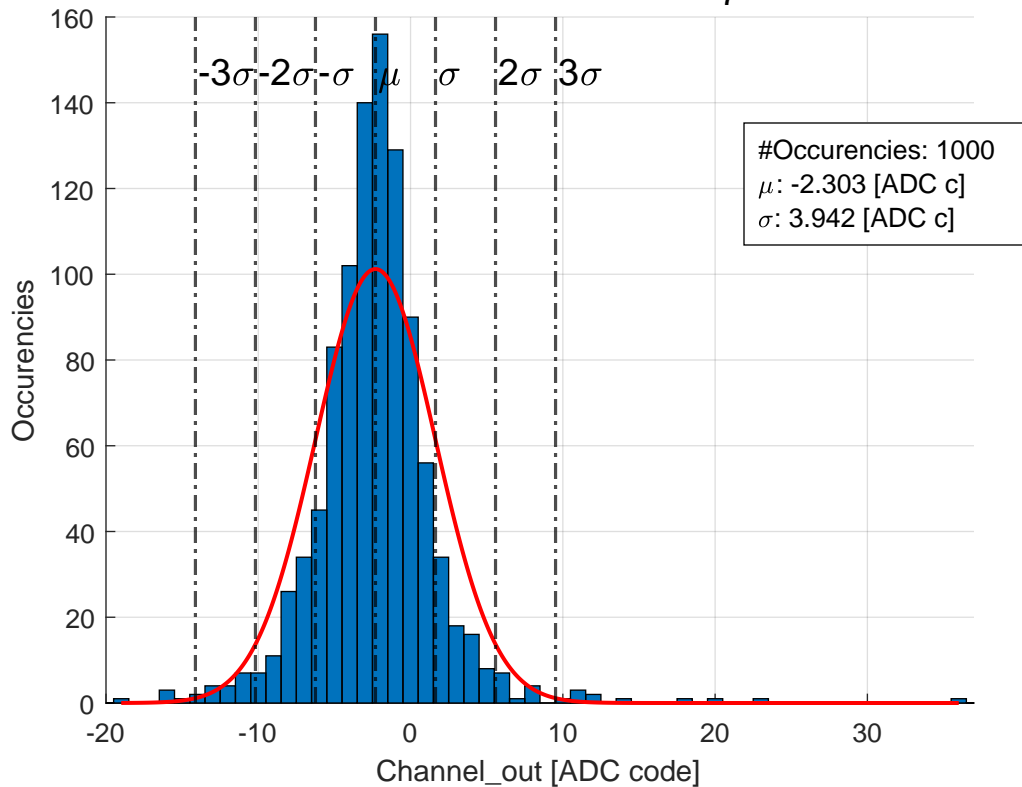 160
140
120
100
80
60
40
20
0
-3σ
-2σ
-σ
μ
σ
2σ
3σ
#Occurencies: 1000
μ: -2.303 [ADC c]
σ: 3.942 [ADC c]
Occurencies
-20
-10
0
10
20
30
Channel_out [ADC code]